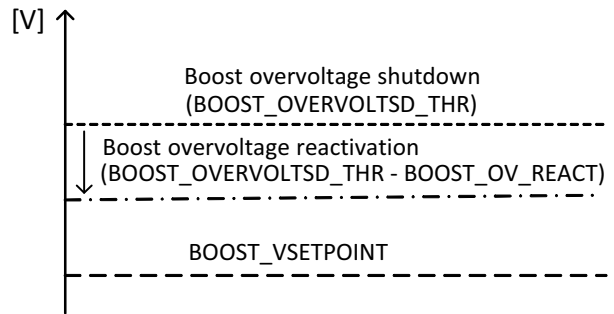 [V]
Boost overvoltage shutdown
(BOOST_OVERVOLTSD_THR)
Boost overvoltage reactivation
(BOOST_OVERVOLTSD_THR - BOOST_OV_REACT)
BOOST_VSETPOINT